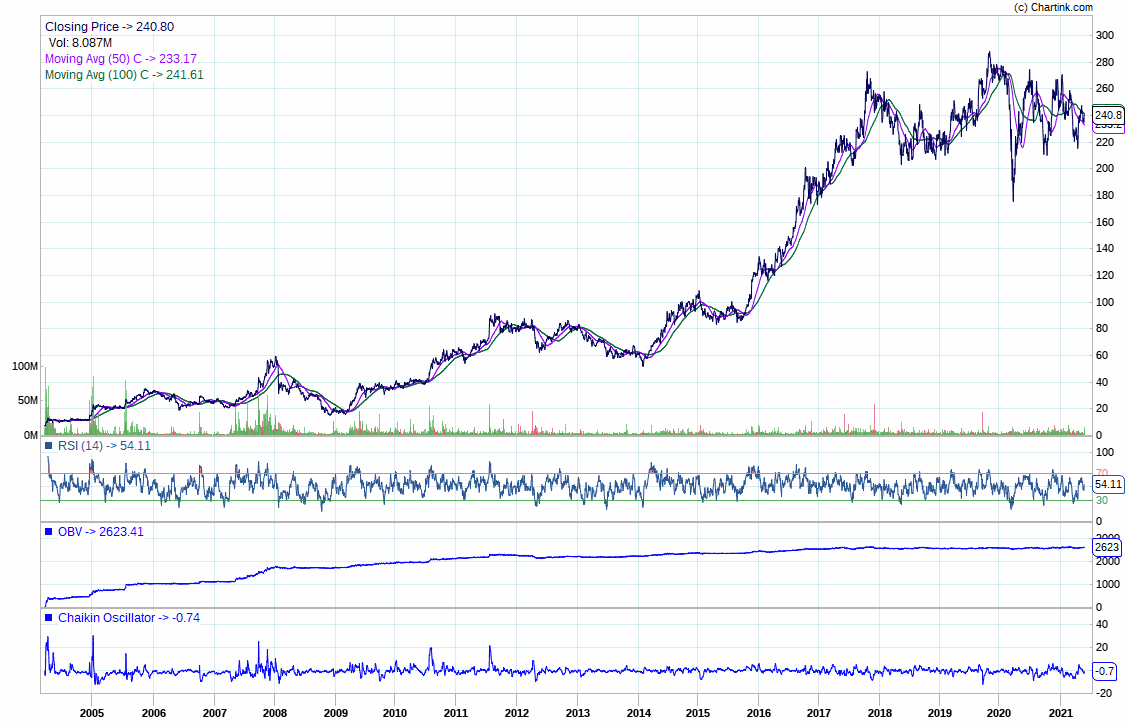 (c) Chartink.com
Closing Price -> 240.80
Vol: 8.087M
Moving Avg (50) C -> 233.17
Moving Avg (100) C -> 241.61
300
280
260
240.8
220
200
180
160
140
120
100
80
60
40
20
0
100M
50M
0M
RSI (14) -> 54.11
100
70
54.11
30
0
OBV -> 2623.41
2623
2000
1000
0
Chaikin Oscillator -> -0.74
40
20
-0.7
-20
2005 2006 2007 2008 2009 2010 2011 2012 2013 2014 2015 2016 2017 2018 2019 2020 2021